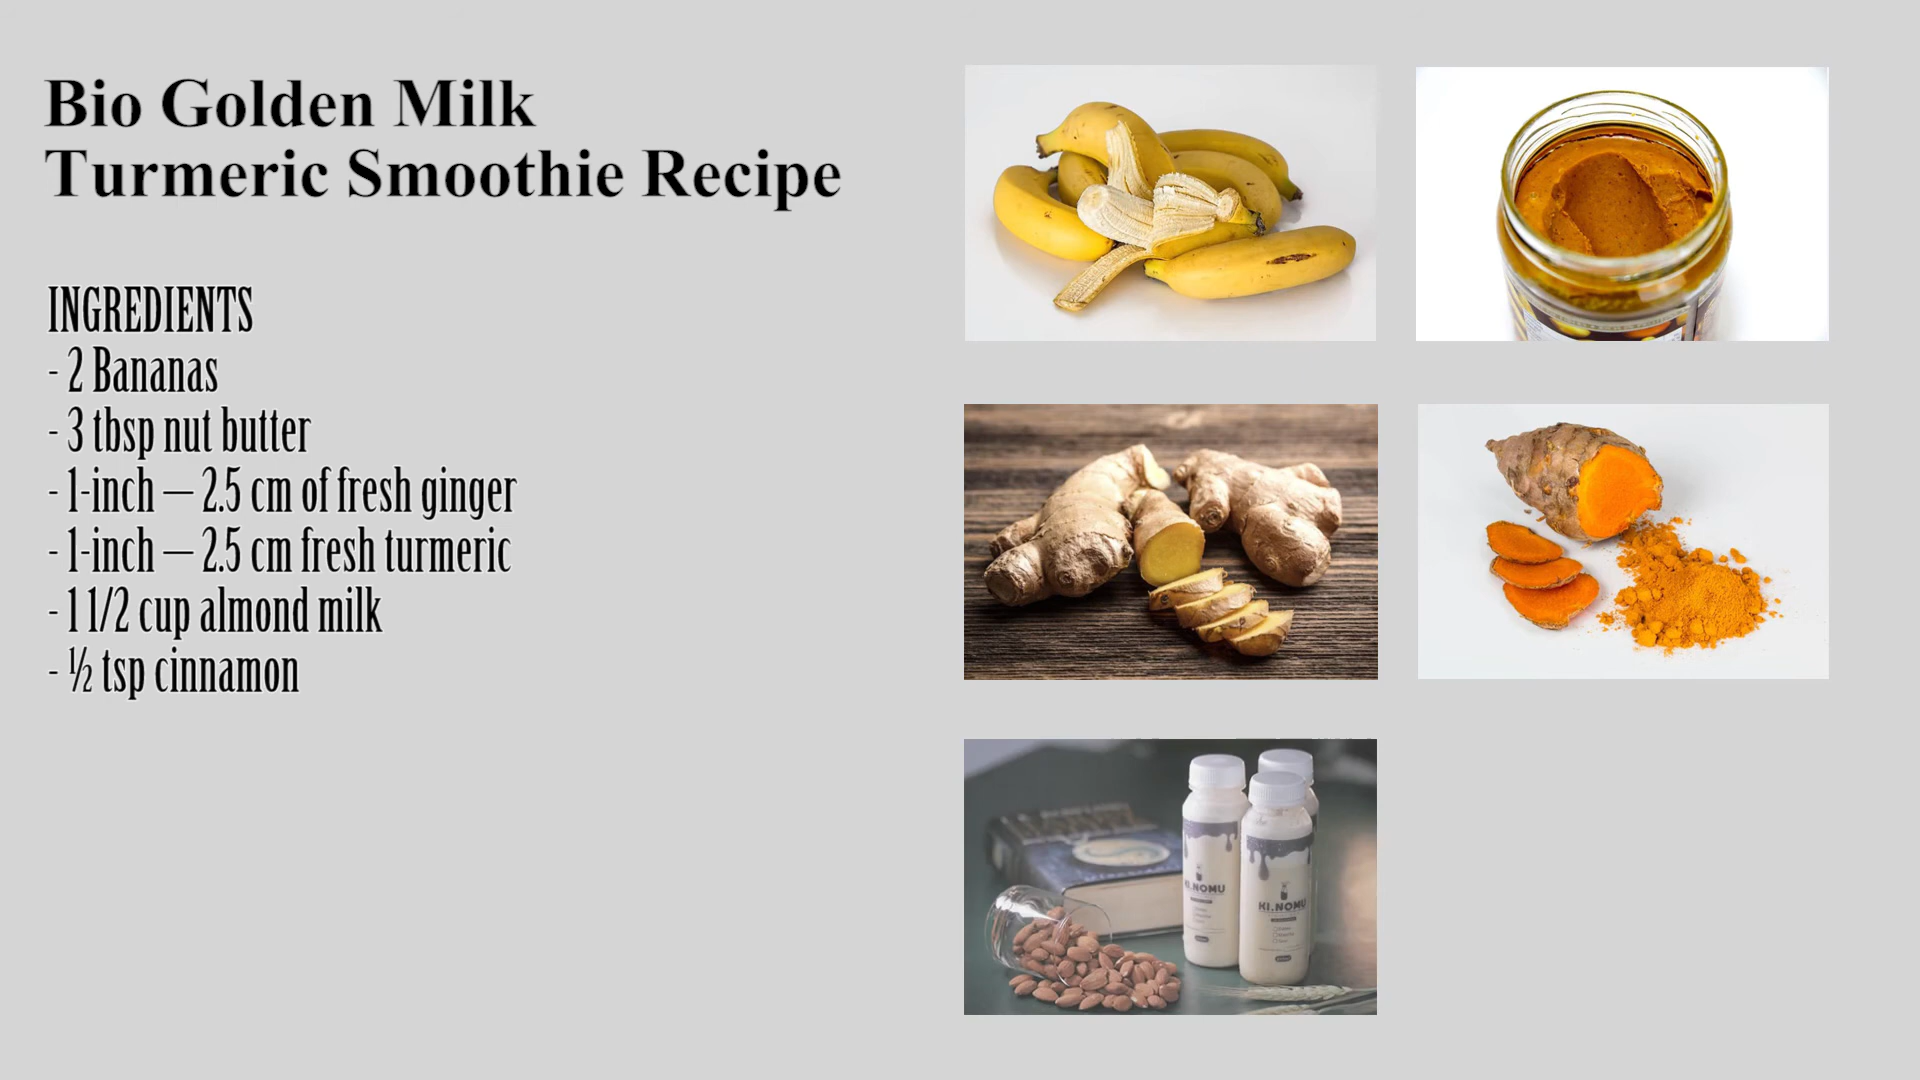 Bio Golden Milk
Turmeric Smoothie Recipe
INGREDIENTS
- 2 Bananas
- 3 tbsp nut butter
- 1-inch — 2.5 cm of fresh ginger
- 1-inch — 2.5 cm fresh turmeric
- 1 1/2 cup almond milk
- ½ tsp cinnamon
KI.NOMU
KI.NOMU